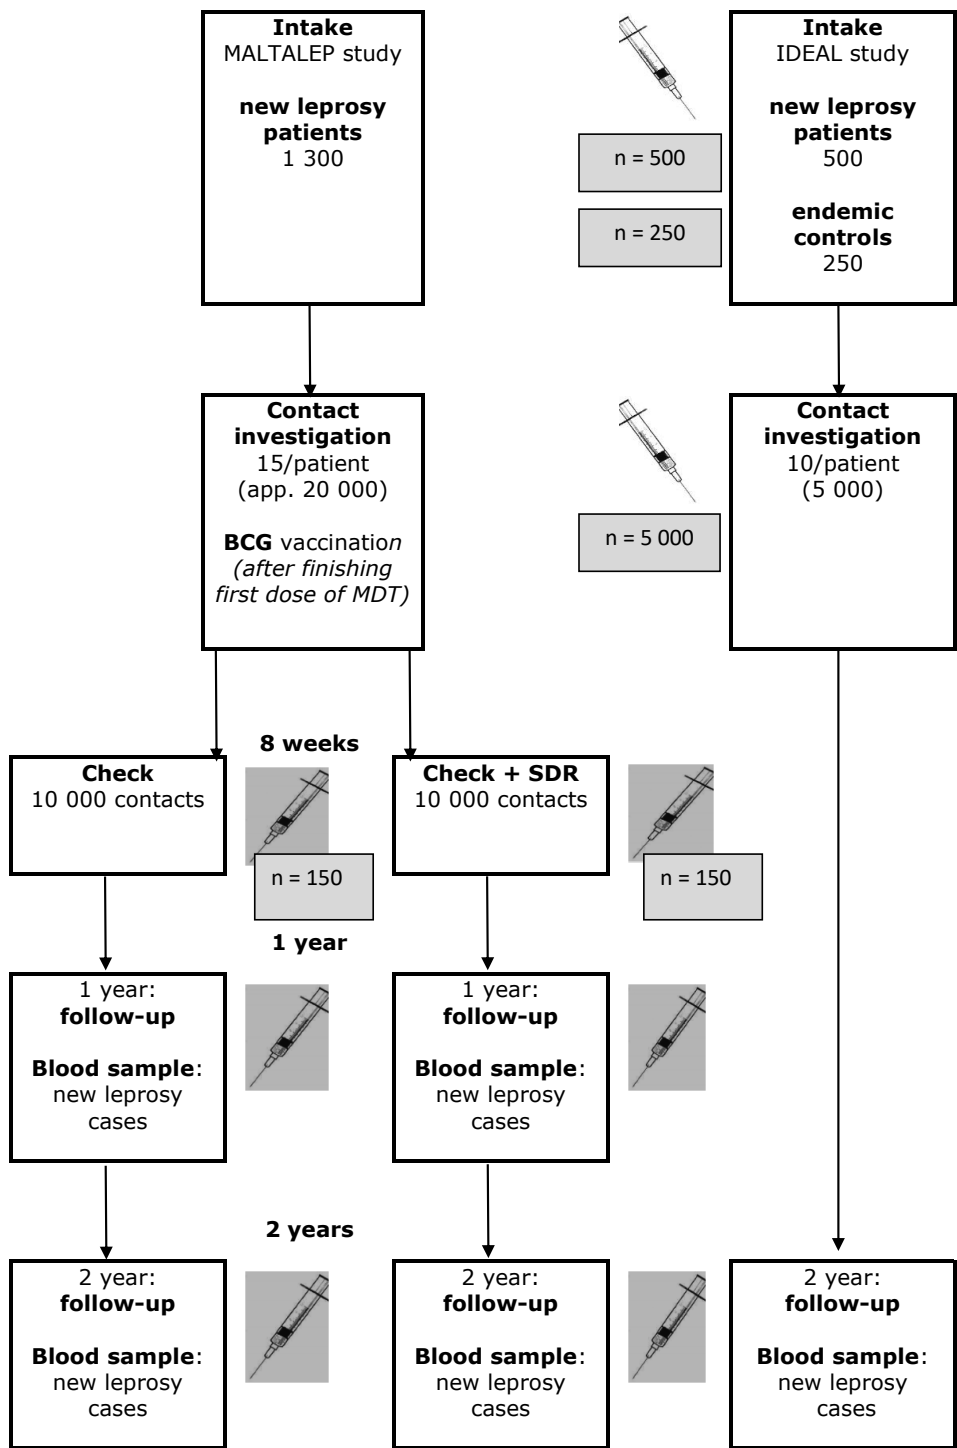 Intake
MALTALEP study
new leprosy
patients
1 300
n = 500
n = 250
Intake
IDEAL study
new leprosy
patients
500
endemic
controls
250
Contact
investigation
15/patient
(app. 20 000)
BCG vaccination
(after finishing
first dose of MDT)
n = 5 000
Contact
investigation
10/patient
(5 000)
8 weeks
Check
10 000 contacts
n = 150
Check + SDR
10 000 contacts
n = 150
1 year
1 year:
follow-up
Blood sample:
new leprosy
cases
1 year:
follow-up
Blood sample:
new leprosy
cases
2 years
2 year:
follow-up
Blood sample:
new leprosy
cases
2 year:
follow-up
Blood sample:
new leprosy
cases
2 year:
follow-up
Blood sample:
new leprosy
cases